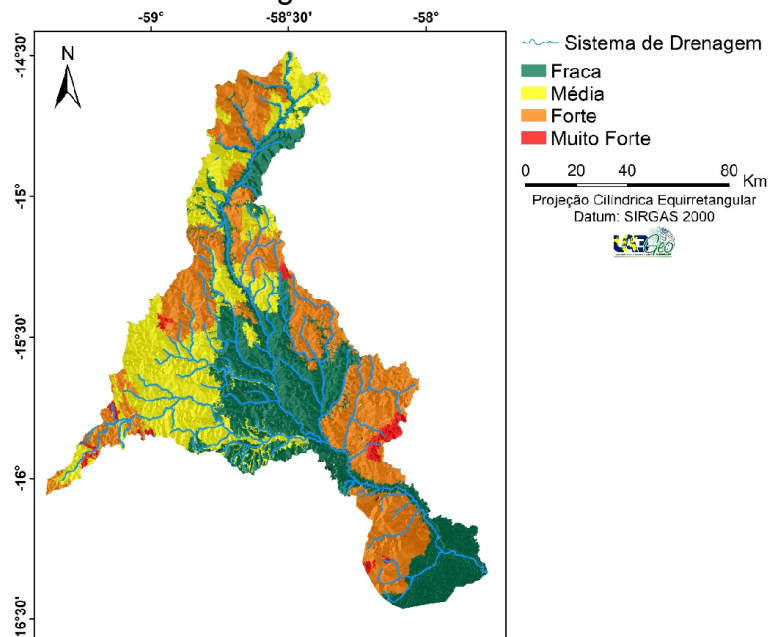 -59°
-58°30'
-58°
-14°30'
-15°
-15°30'
-16°
16°30'
N
Sistema de Drenagem
Fraca
Média
Forte
Muito Forte
0 20 40 80 Km
Projeção Cilíndrica Equirretangular
Datum: SIRGAS 2000